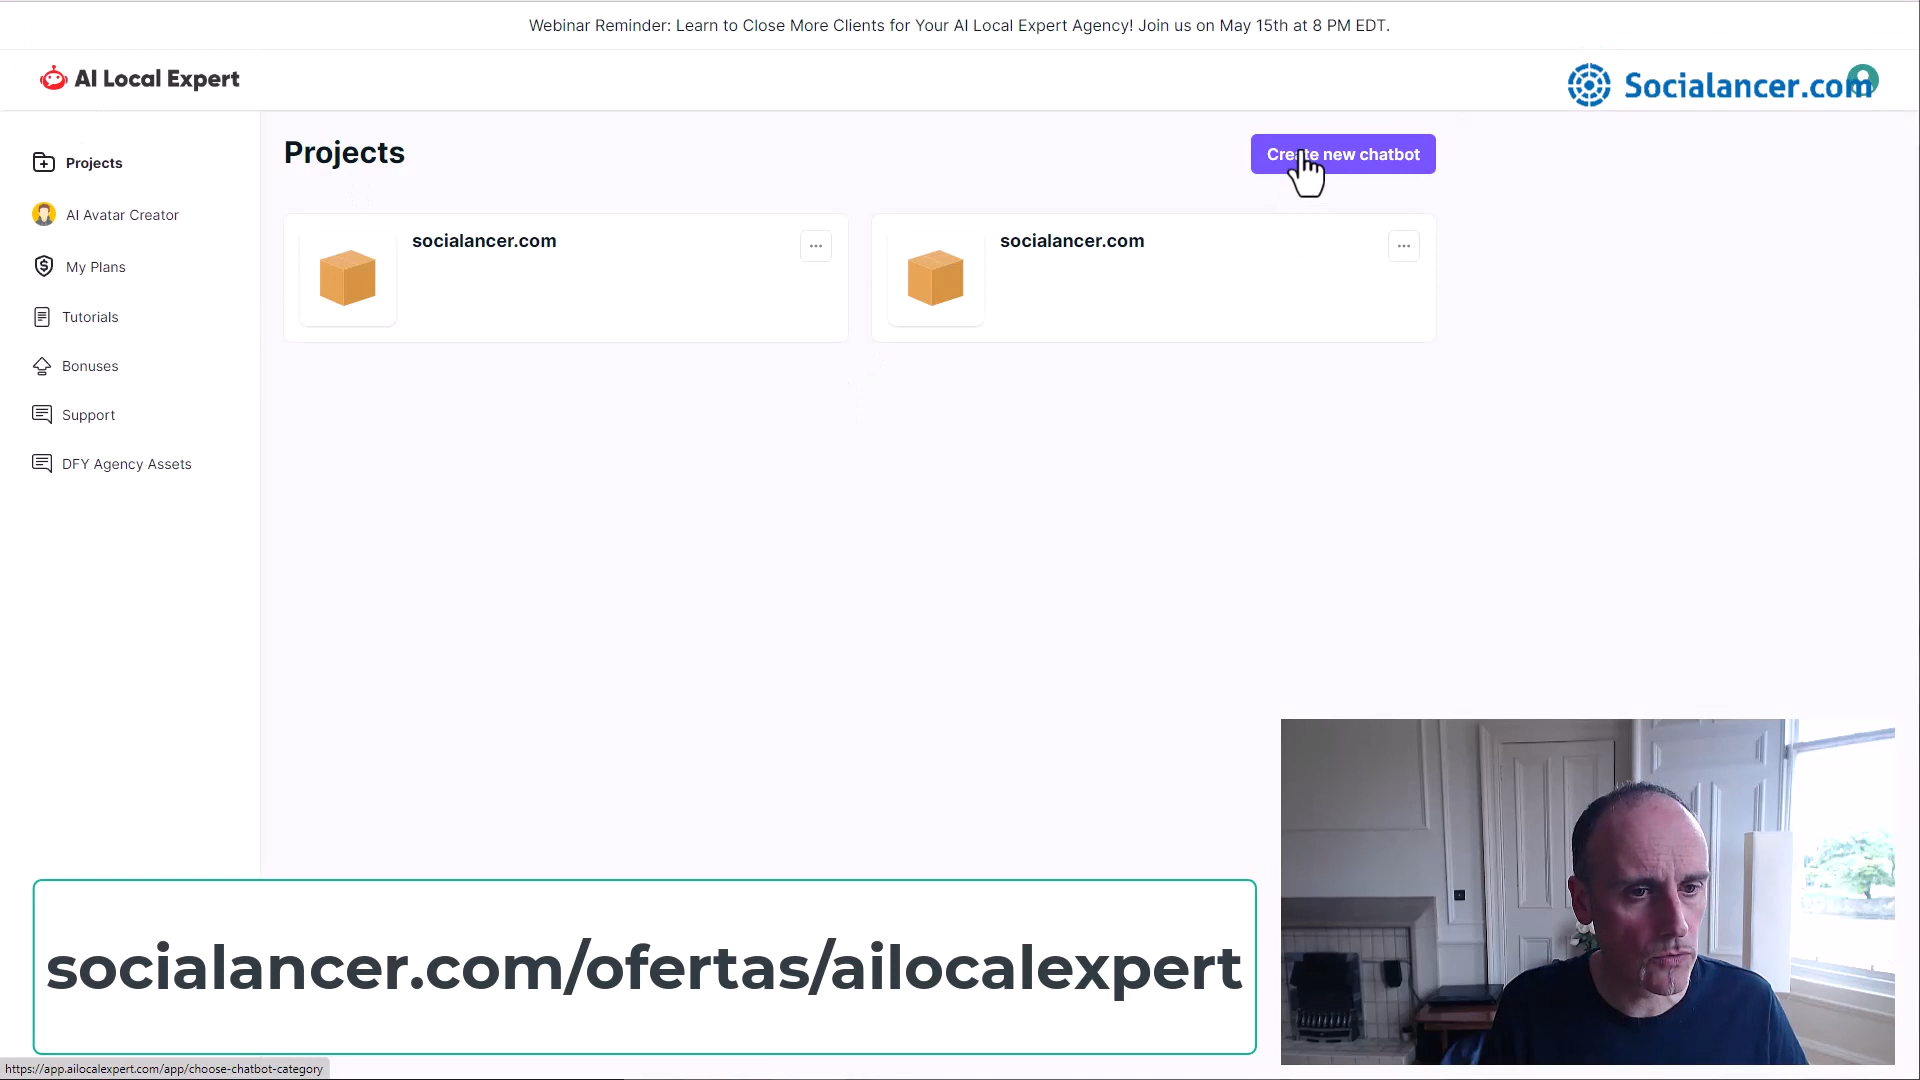 Webinar Reminder: Learn to Close More Clients for Your AI Local Expert Agency! Join us on May 15th at 8 PM EDT.
AI Local Expert
Socialancer.com
Projects
AI Avatar Creator
My Plans
Tutorials
Bonuses
Support
DFY Agency Assets
Projects
Create new chatbot
socialancer.com
...
socialancer.com
...
socialancer.com/ofertas/ailocalexpert
https://app.ailocalexpert.com/app/choose-chatbot-category